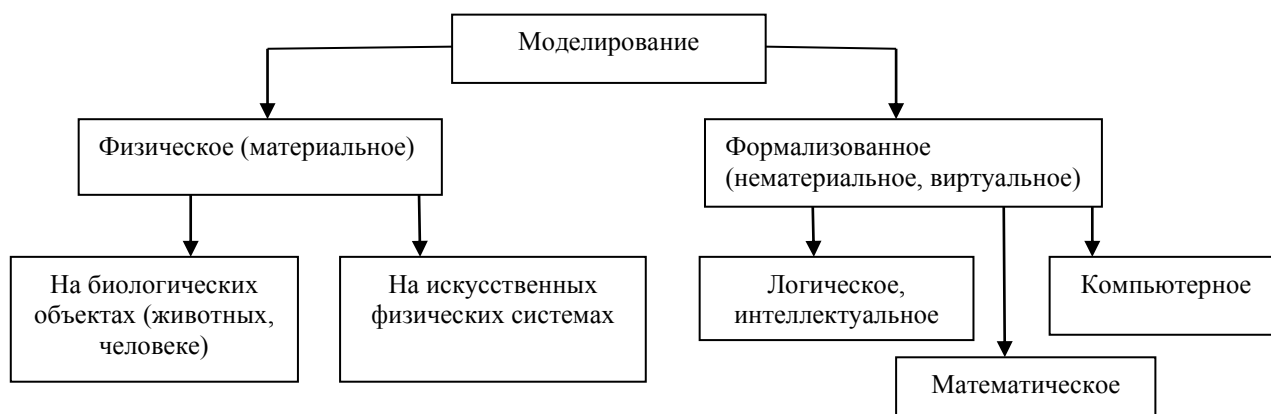 Моделирование
Физическое (материальное)
Формализованное
(нематериальное, виртуальное)
На биологических
объектах (животных,
человеке)
На искусственных
физических системах
Логическое,
интеллектуальное
Компьютерное
Математическое